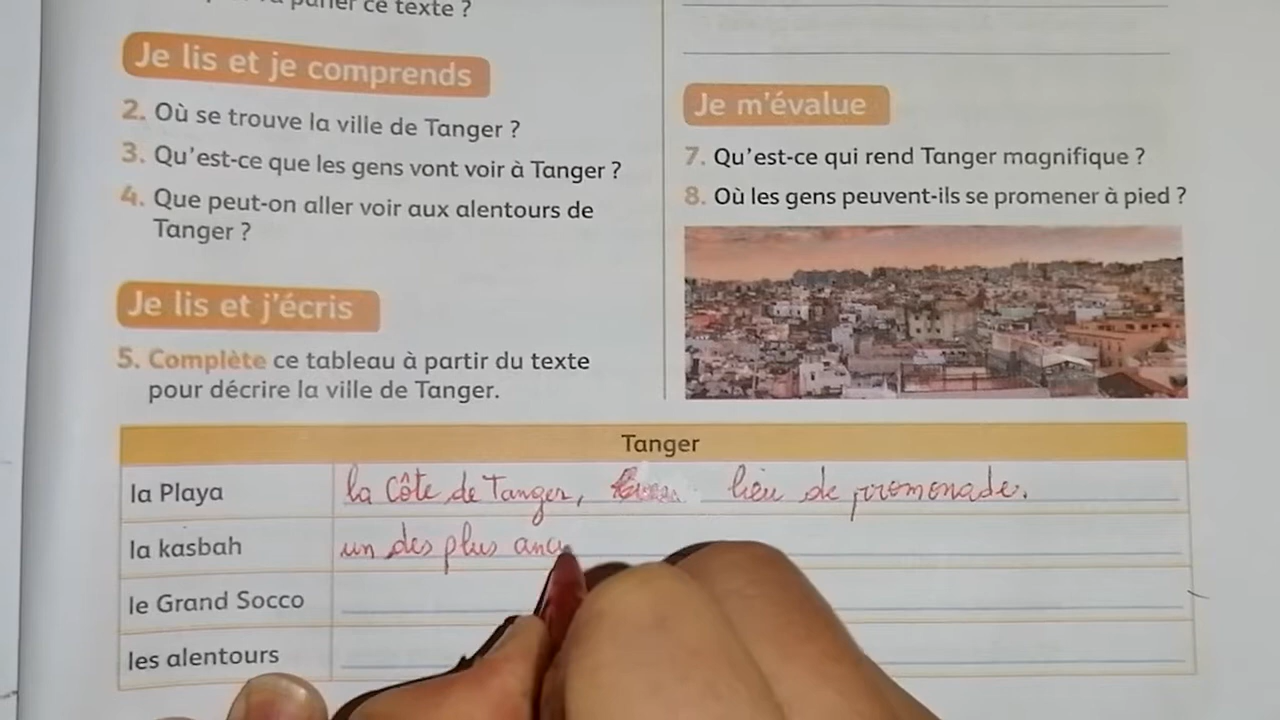 ce texte ?
Je lis et je comprends
2. Où se trouve la ville de Tanger ?
3. Qu'est-ce que les gens vont voir à Tanger ?
4. Que peut-on aller voir aux alentours de
Tanger ?
Je lis et j'écris
5. Complète ce tableau à partir du texte
pour décrire la ville de Tanger.
Je m'évalue
7. Qu'est-ce qui rend Tanger magnifique ?
8. Où les gens peuvent-ils se promener à pied ?
Tanger
la Playa la Côte de Tanger, lieu de promenade.
la kasbah un des plus anc
le Grand Socco
les alentours